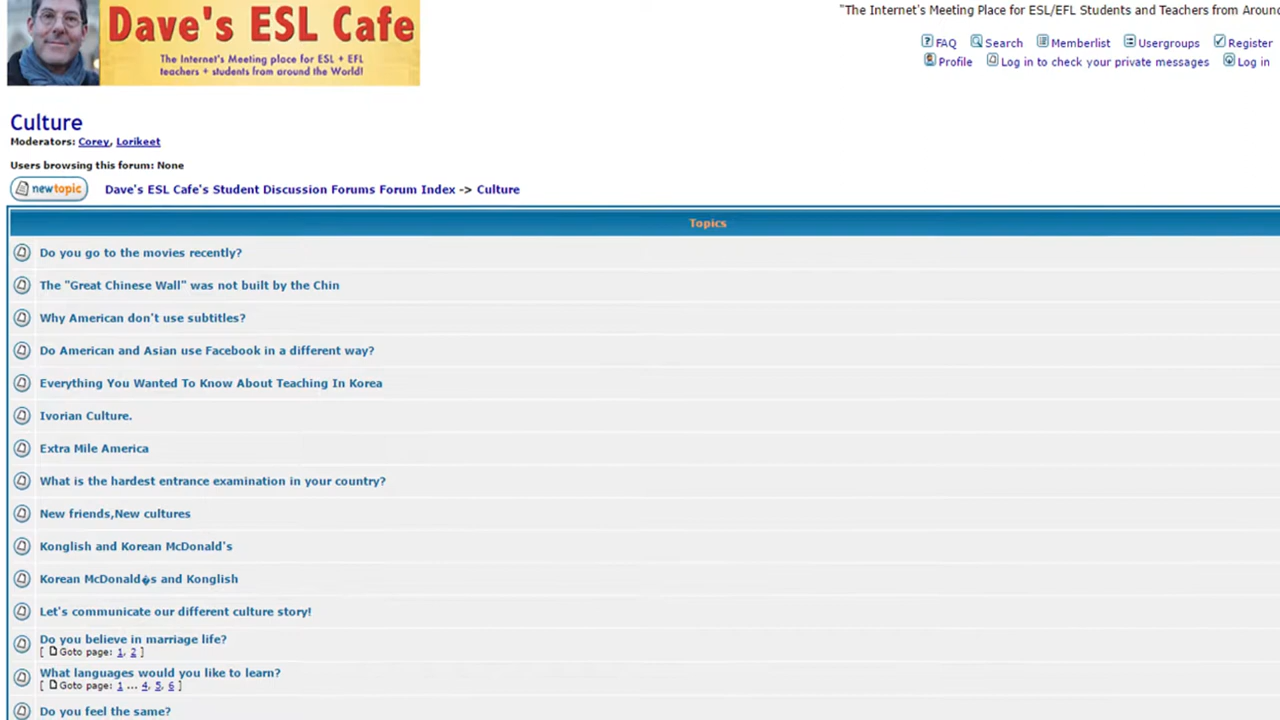 Dave's ESL Cafe
The Internet's Meeting place for ESL + EFL
teachers + students from around the World!
"The Internet's Meeting Place for ESL/EFL Students and Teachers from Aroun
FAQ Search Memberlist Usergroups Register
Profile Log in to check your private messages Log in
Culture
Moderators: Corey, Lorikeet
Users browsing this forum: None
newtopic Dave's ESL Cafe's Student Discussion Forums Forum Index -> Culture
Topics
Do you go to the movies recently?
The "Great Chinese Wall" was not built by the Chin
Why American don't use subtitles?
Do American and Asian use Facebook in a different way?
Everything You Wanted To Know About Teaching In Korea
Ivorian Culture.
Extra Mile America
What is the hardest entrance examination in your country?
New friends,New cultures
Konglish and Korean McDonald's
Korean McDonald�s and Konglish
Let's communicate our different culture story!
Do you believe in marriage life?
[ Goto page: 1, 2 ]
What languages would you like to learn?
[ Goto page: 1 ... 4, 5, 6 ]
Do you feel the same?